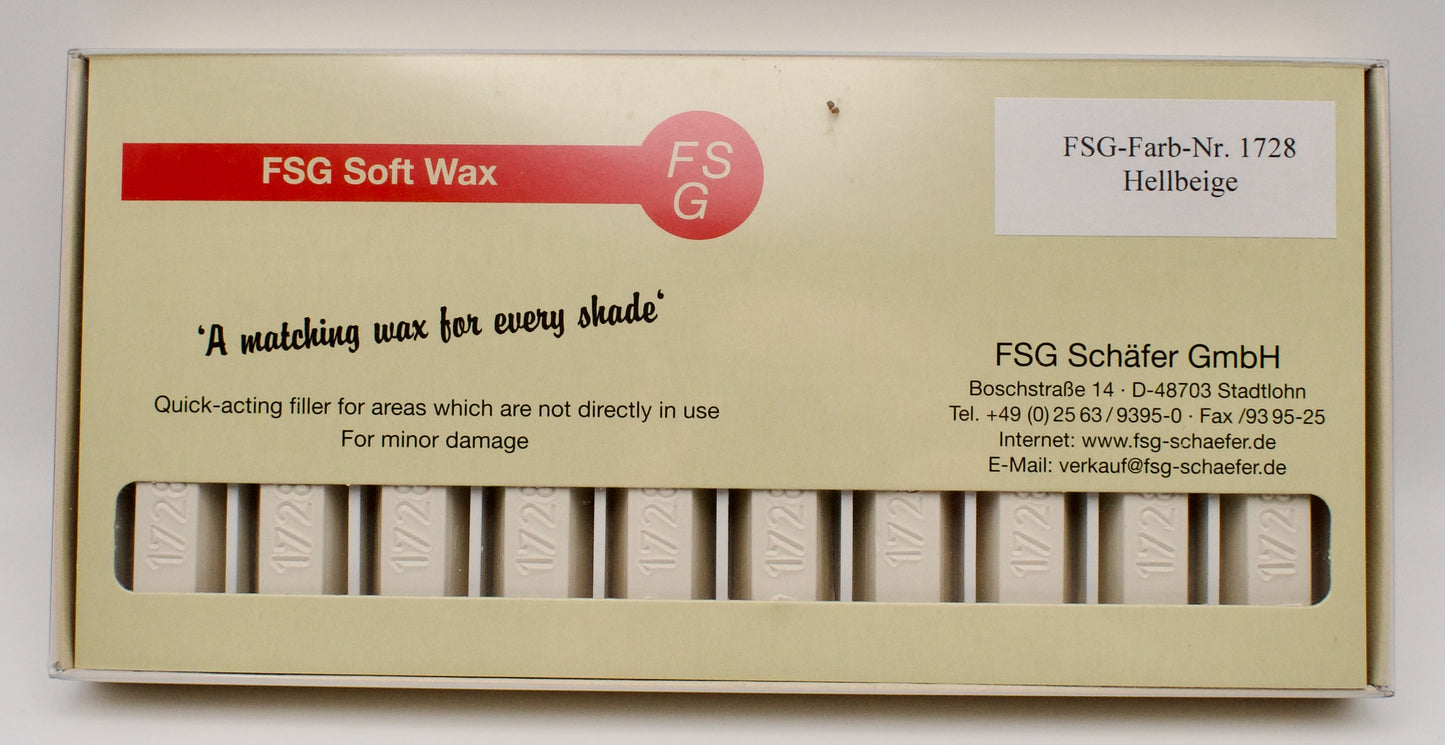 FSG Soft Wax
FS
G
FSG-Farb-Nr. 1728
Hellbeige
'A matching wax for every shade'
Quick-acting filler for areas which are not directly in use
For minor damage
FSG Schäfer GmbH
Boschstraße 14 · D-48703 Stadtlohn
Tel. +49 (0) 25 63 / 9395-0 · Fax /93 95-25
Internet: www.fsg-schaefer.de
E-Mail: verkauf@fsg-schaefer.de
1728
1728
1728
1728
1728
1728
1728
1728
1728
1728